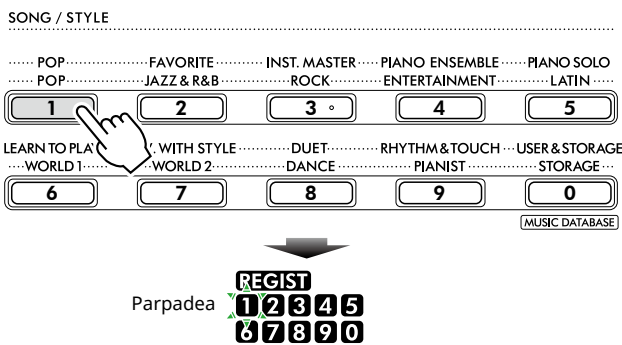 SONG / STYLE
POP FAVORITE INST. MASTER PIANO ENSEMBLE PIANO SOLO
POP JAZZ & R&B ROCK ENTERTAINMENT LATIN
1 2 3 4 5
LEARN TO PLAY WITH STYLE DUET RHYTHM & TOUCH USER & STORAGE
WORLD 1 WORLD 2 DANCE PIANIST STORAGE
6 7 8 9 0
MUSIC DATABASE
REGIST
Parpadea 1 2 3 4 5
6 7 8 9 0